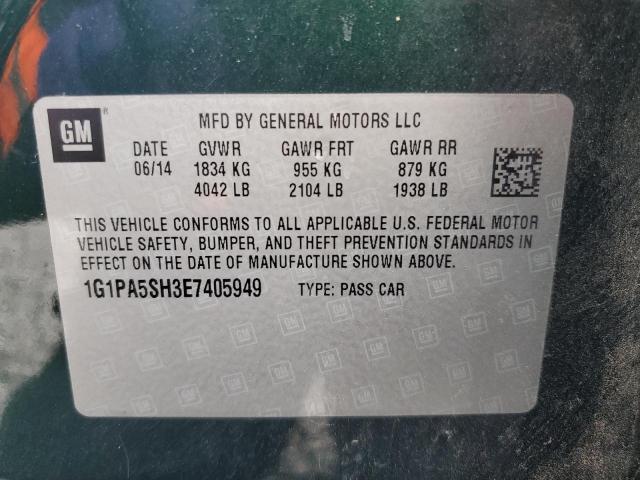 GM
®
MFD BY GENERAL MOTORS LLC
DATE GVWR GAWR FRT GAWR RR
06/14 1834 KG 955 KG 879 KG
4042 LB 2104 LB 1938 LB
THIS VEHICLE CONFORMS TO ALL APPLICABLE U.S. FEDERAL MOTOR
VEHICLE SAFETY, BUMPER, AND THEFT PREVENTION STANDARDS IN
EFFECT ON THE DATE OF MANUFACTURE SHOWN ABOVE.
1G1PA5SH3E7405949 TYPE: PASS CAR